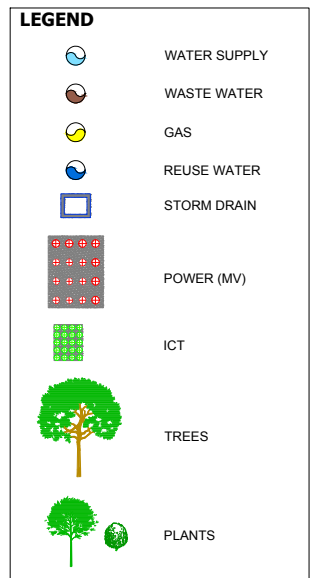 LEGEND
WATER SUPPLY
WASTE WATER
GAS
REUSE WATER
STORM DRAIN
POWER (MV)
ICT
TREES
PLANTS